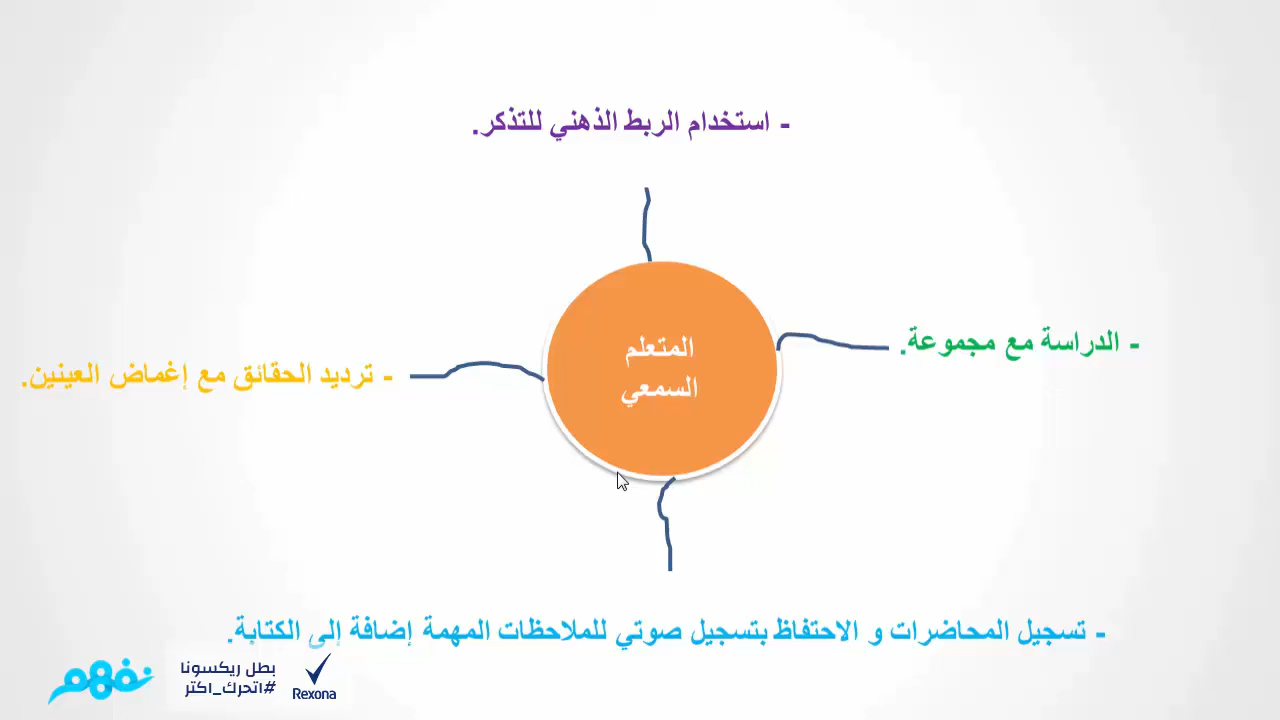 - استخدام الربط الذهني للتذكر.
- الدراسة مع مجموعة.
المتعلم
السمعي
- ترديد الحقائق مع إغماض العينين.
- تسجيل المحاضرات و الاحتفاظ بتسجيل صوتي للملاحظات المهمة إضافة إلى الكتابة.
نفهم
بطل ريكسونا
#اتحرك_اكتر
Rexona